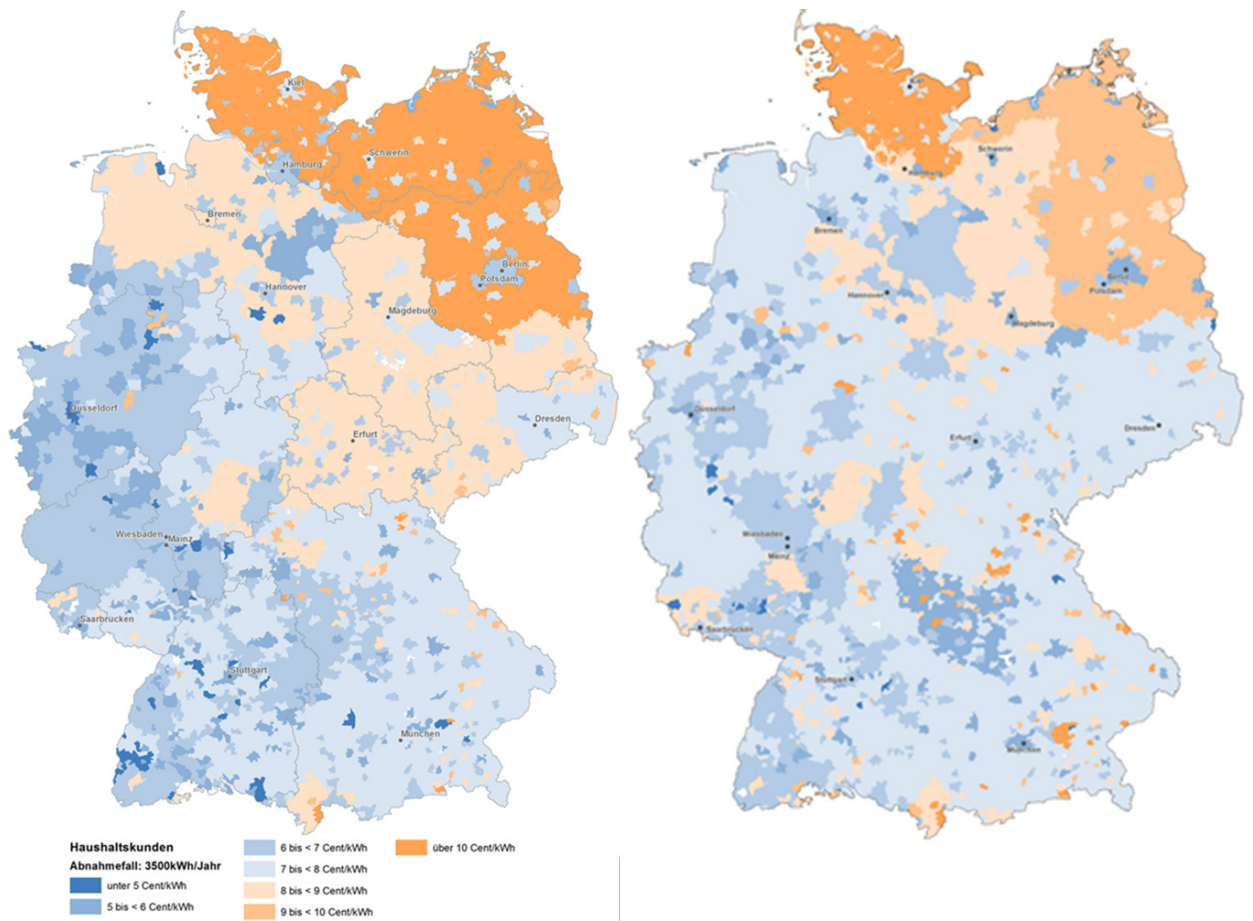 Kiel
Schwerin
Hamburg
Bremen
Berlin
Potsdam
Hannover
Magdeburg
Düsseldorf
Dresden
Erfurt
Wiesbaden
Mainz
Saarbrücken
Stuttgart
München
Kiel
Schwerin
Hamburg
Bremen
Berlin
Potsdam
Hannover
Magdeburg
Düsseldorf
Dresden
Erfurt
Wiesbaden
Mainz
Saarbrücken
Stuttgart
München
Haushaltskunden
Abnahmefall: 3500kWh/Jahr
unter 5 Cent/kWh
5 bis < 6 Cent/kWh
6 bis < 7 Cent/kWh
7 bis < 8 Cent/kWh
8 bis < 9 Cent/kWh
9 bis < 10 Cent/kWh
über 10 Cent/kWh